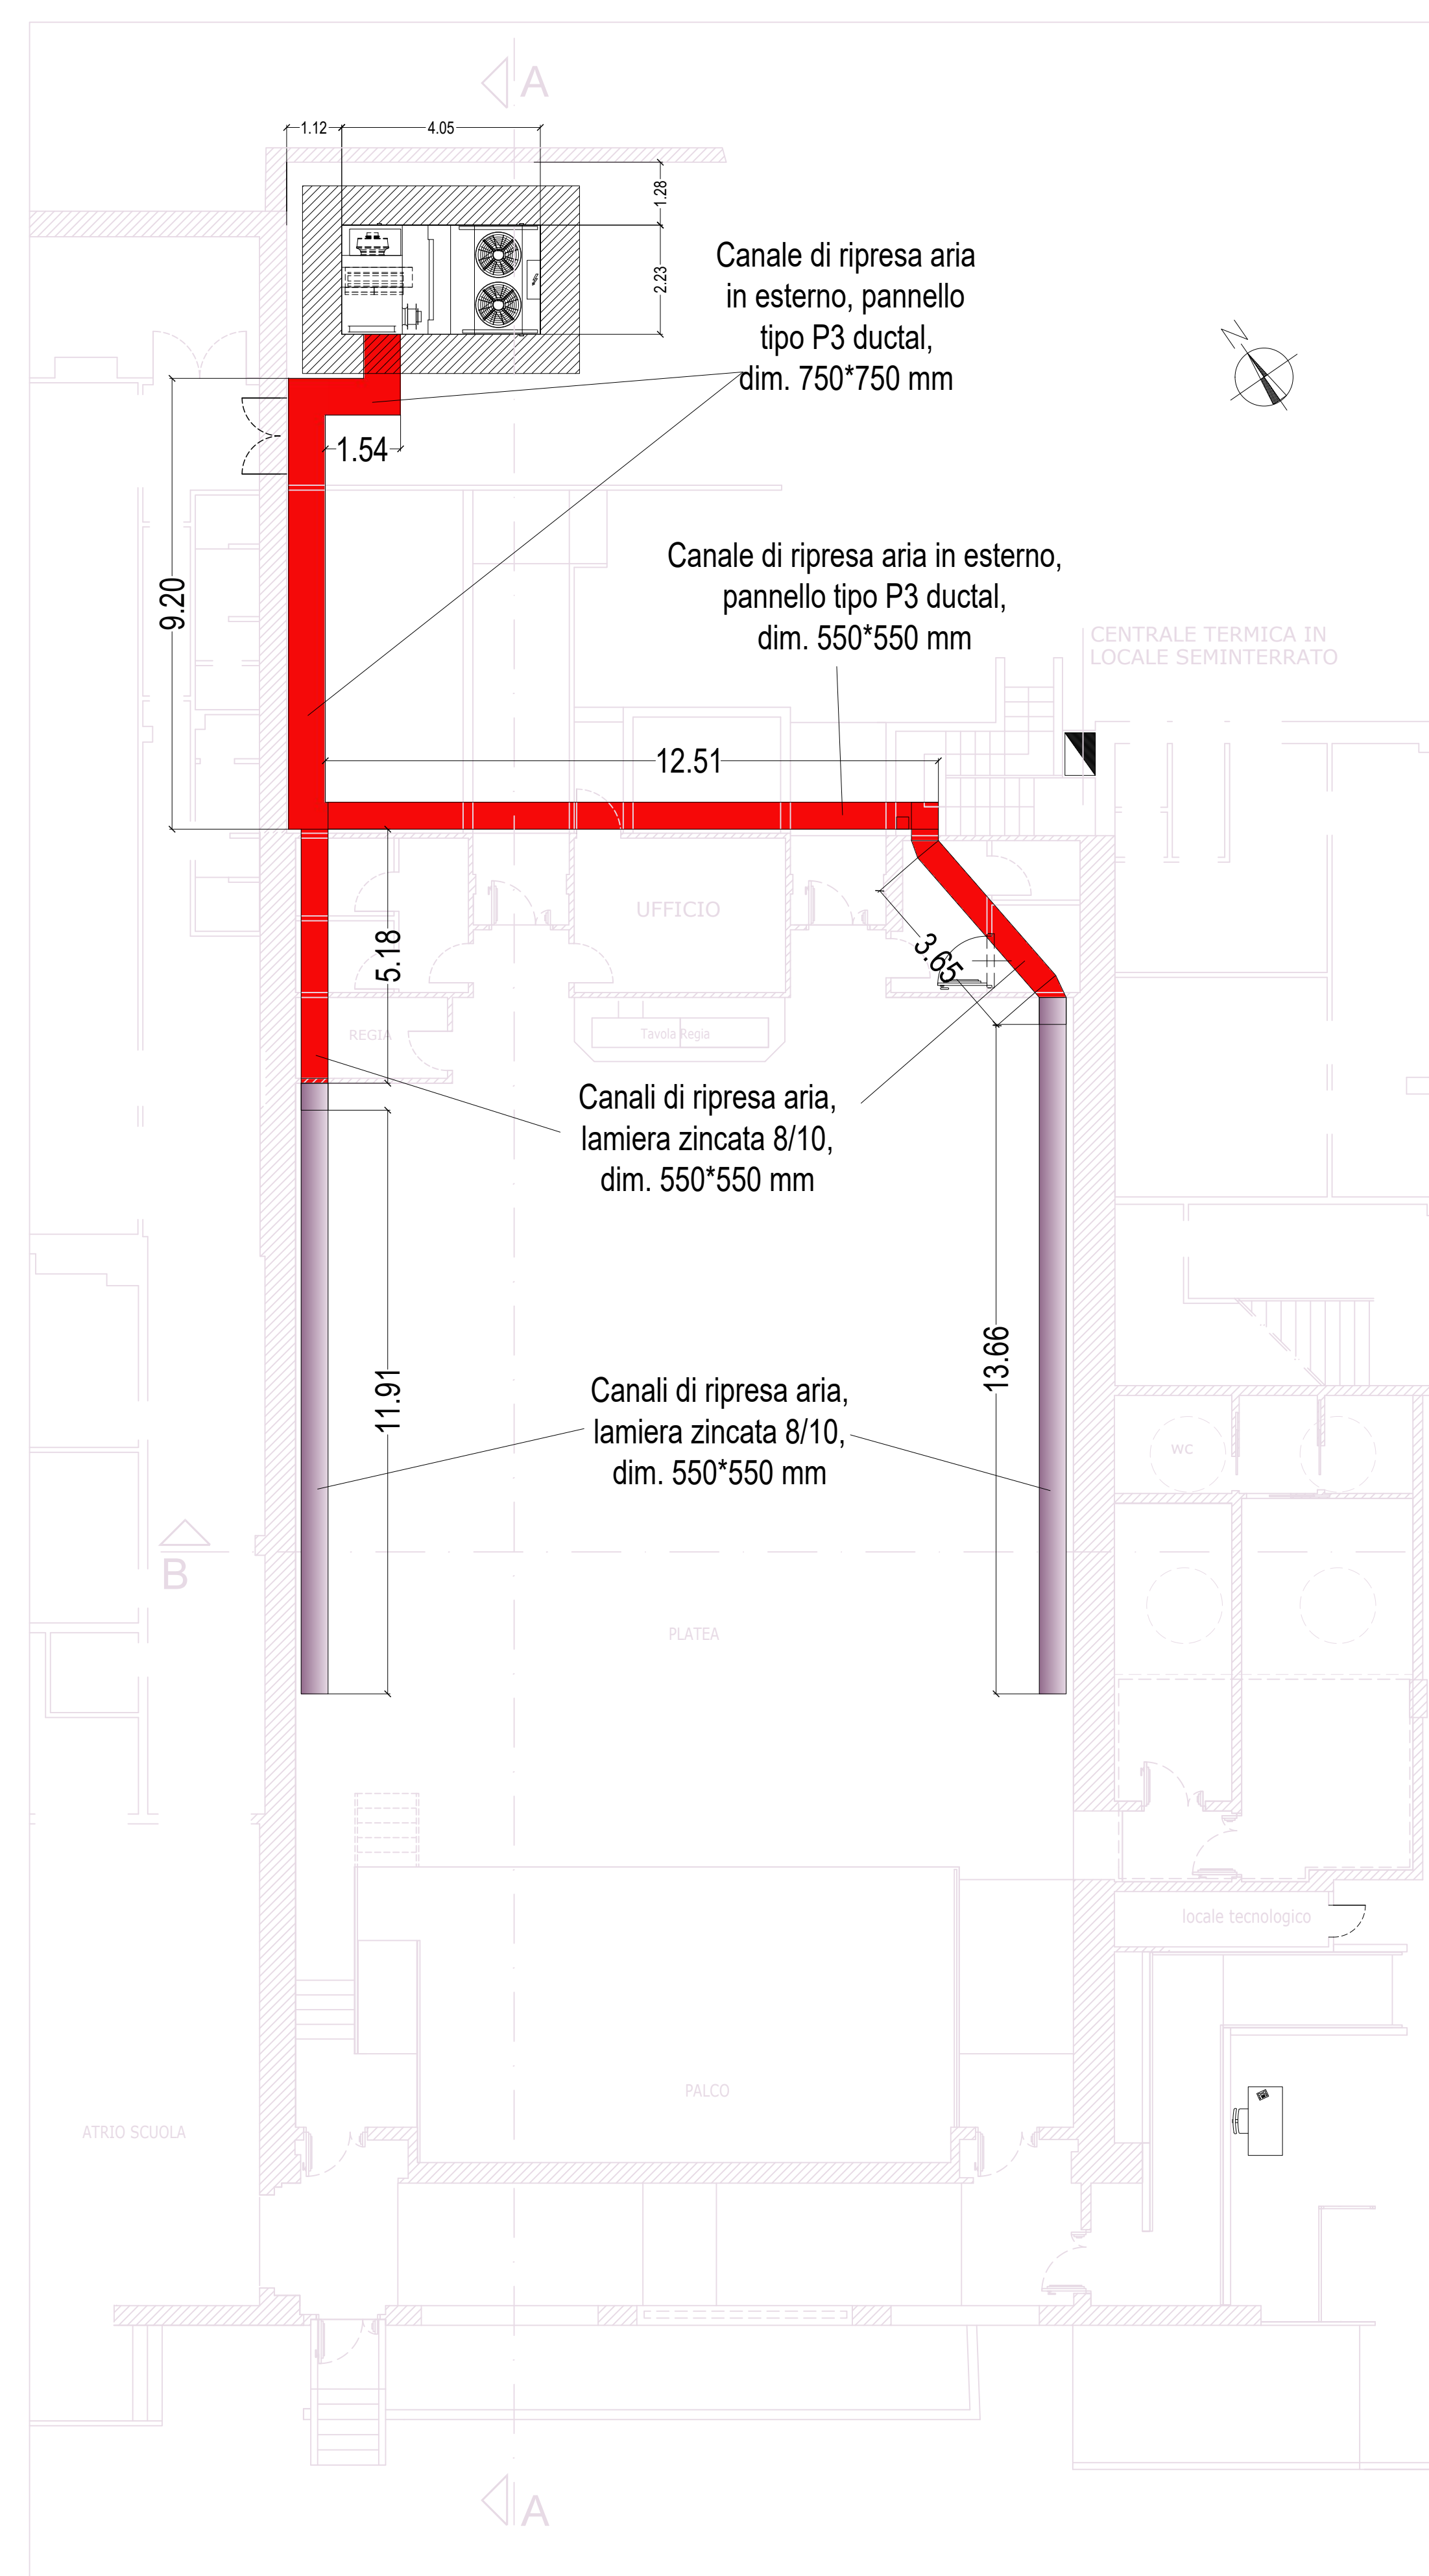 A
1.12
4.05
1.28
2.23
Canale di ripresa aria
in esterno, pannello
tipo P3 ductal,
dim. 750*750 mm
N
1.54
9.20
Canale di ripresa aria in esterno,
pannello tipo P3 ductal,
dim. 550*550 mm
CENTRALE TERMICA IN
LOCALE SEMINTERRATO
12.51
UFFICIO
5.18
3.65
REGIA
Tavola Regia
Canali di ripresa aria,
lamiera zincata 8/10,
dim. 550*550 mm
11.91
13.66
Canali di ripresa aria,
lamiera zincata 8/10,
dim. 550*550 mm
WC
B
PLATEA
locale tecnologico
PALCO
ATRIO SCUOLA
A